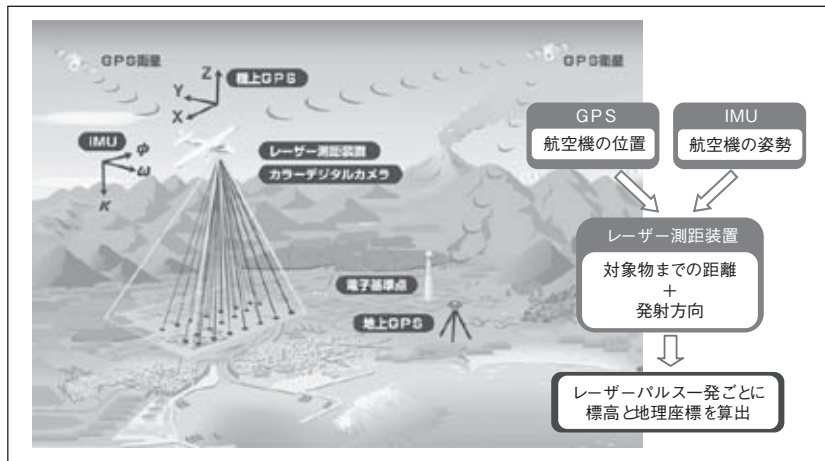 GPS衛星
Z
Y
X
機上GPS
GPS衛星
IMU
φ
ω
κ
レーザー測距装置
カラーデジタルカメラ
電子基準点
地上GPS
GPS
航空機の位置
IMU
航空機の姿勢
レーザー測距装置
対象物までの距離
+
発射方向
レーザーパルス一発ごとに
標高と地理座標を算出